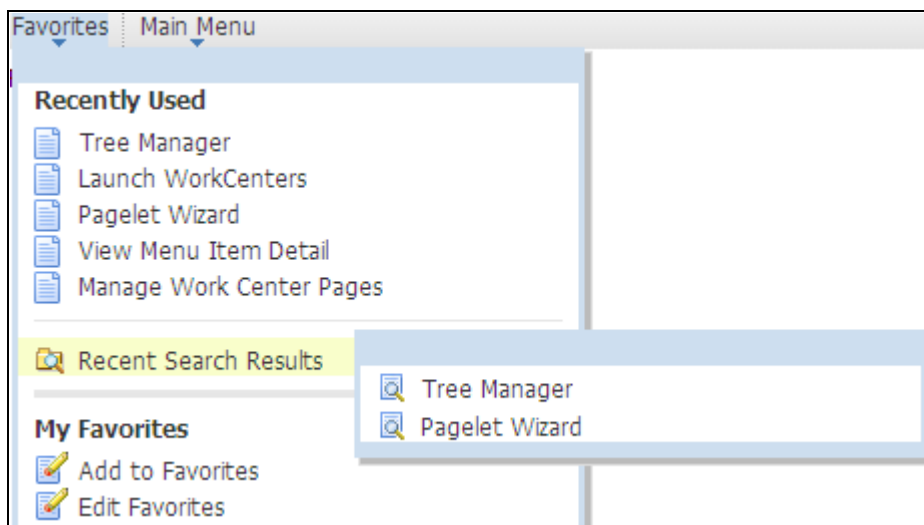 Favorites Main Menu
Recently Used
Tree Manager
Launch WorkCenters
Pagelet Wizard
View Menu Item Detail
Manage Work Center Pages
Recent Search Results
Tree Manager
Pagelet Wizard
My Favorites
Add to Favorites
Edit Favorites